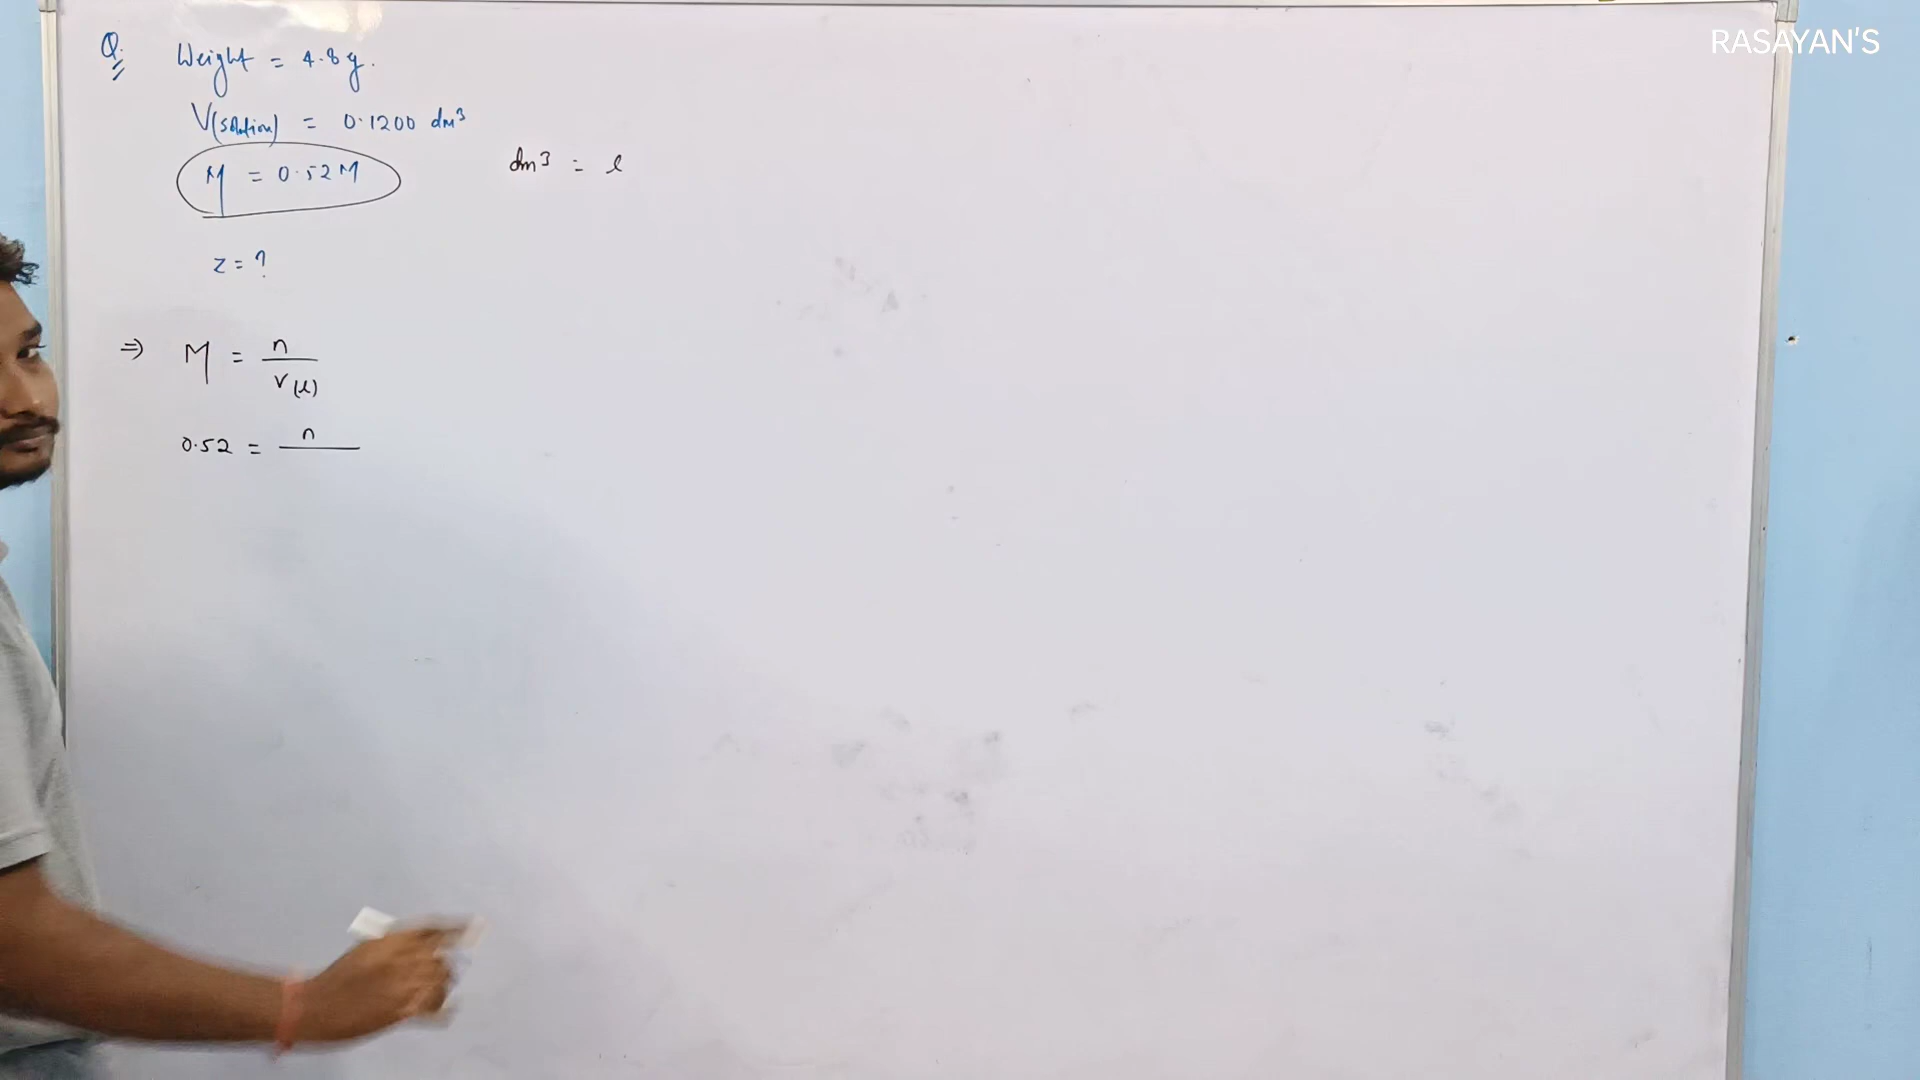 RASAYAN'S
Q. Weight = 4.8 g.
V(solution) = 0.1200 dm³
M = 0.52 M
dm³ = l
z = ?
⇒ M = n / V(l)
0.52 = n /